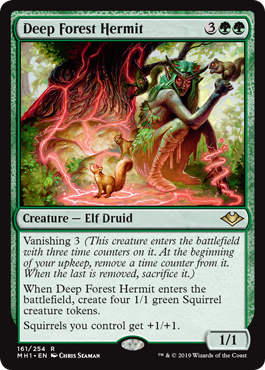 Deep Forest Hermit 3
Creature — Elf Druid
Vanishing 3 (This creature enters the battlefield
with three time counters on it. At the beginning
of your upkeep, remove a time counter from it.
When the last is removed, sacrifice it.)
When Deep Forest Hermit enters the
battlefield, create four 1/1 green Squirrel
creature tokens.
Squirrels you control get +1/+1.
1/1
161/254 R
MH1 • EN Chris Seaman
™ & © 2019 Wizards of the Coast